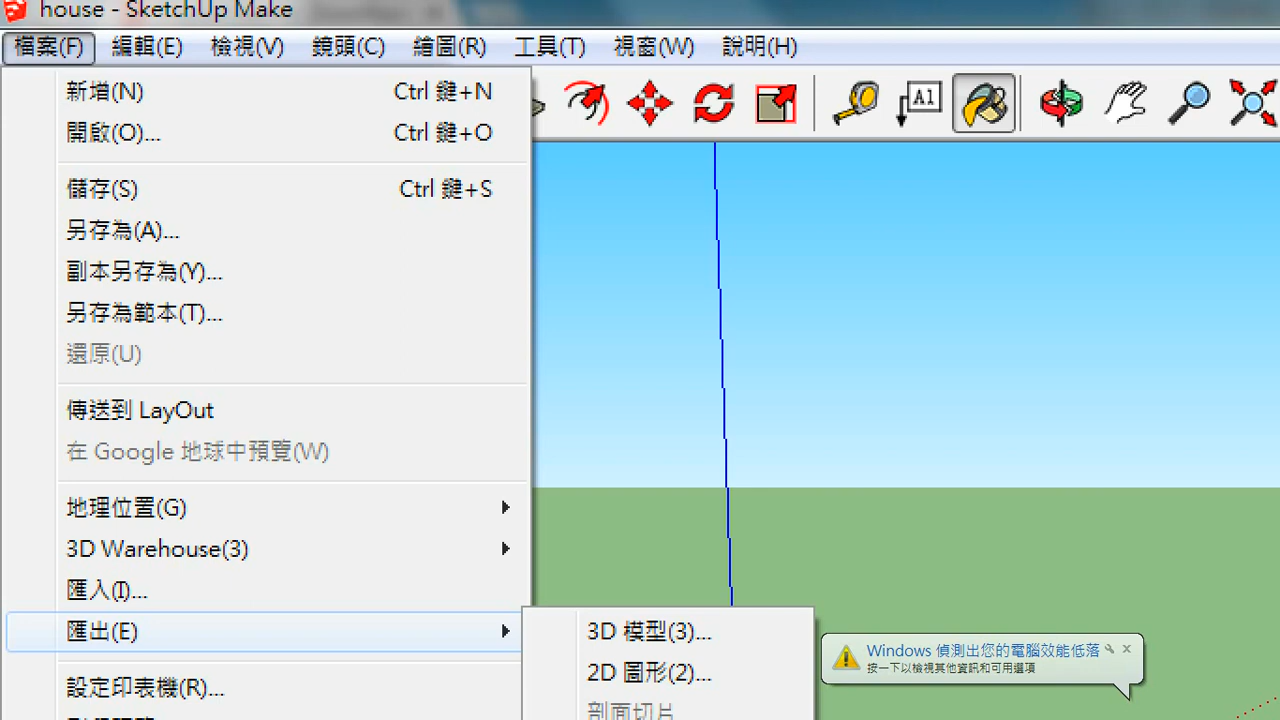 house - SketchUp Make
檔案(F) 編輯(E) 檢視(V) 鏡頭(C) 繪圖(R) 工具(T) 視窗(W) 說明(H)
新增(N) Ctrl 鍵+N
開啟(O)... Ctrl 鍵+O
儲存(S) Ctrl 鍵+S
另存為(A)...
副本另存為(Y)...
另存為範本(T)...
還原(U)
傳送到 LayOut
在 Google 地球中預覽(W)
地理位置(G)
3D Warehouse(3)
匯入(I)...
匯出(E)
3D 模型(3)...
2D 圖形(2)...
剖面切片
設定印表機(R)...
A1
Windows 偵測出您的電腦效能低落
按一下以檢視其他資訊和可用選項